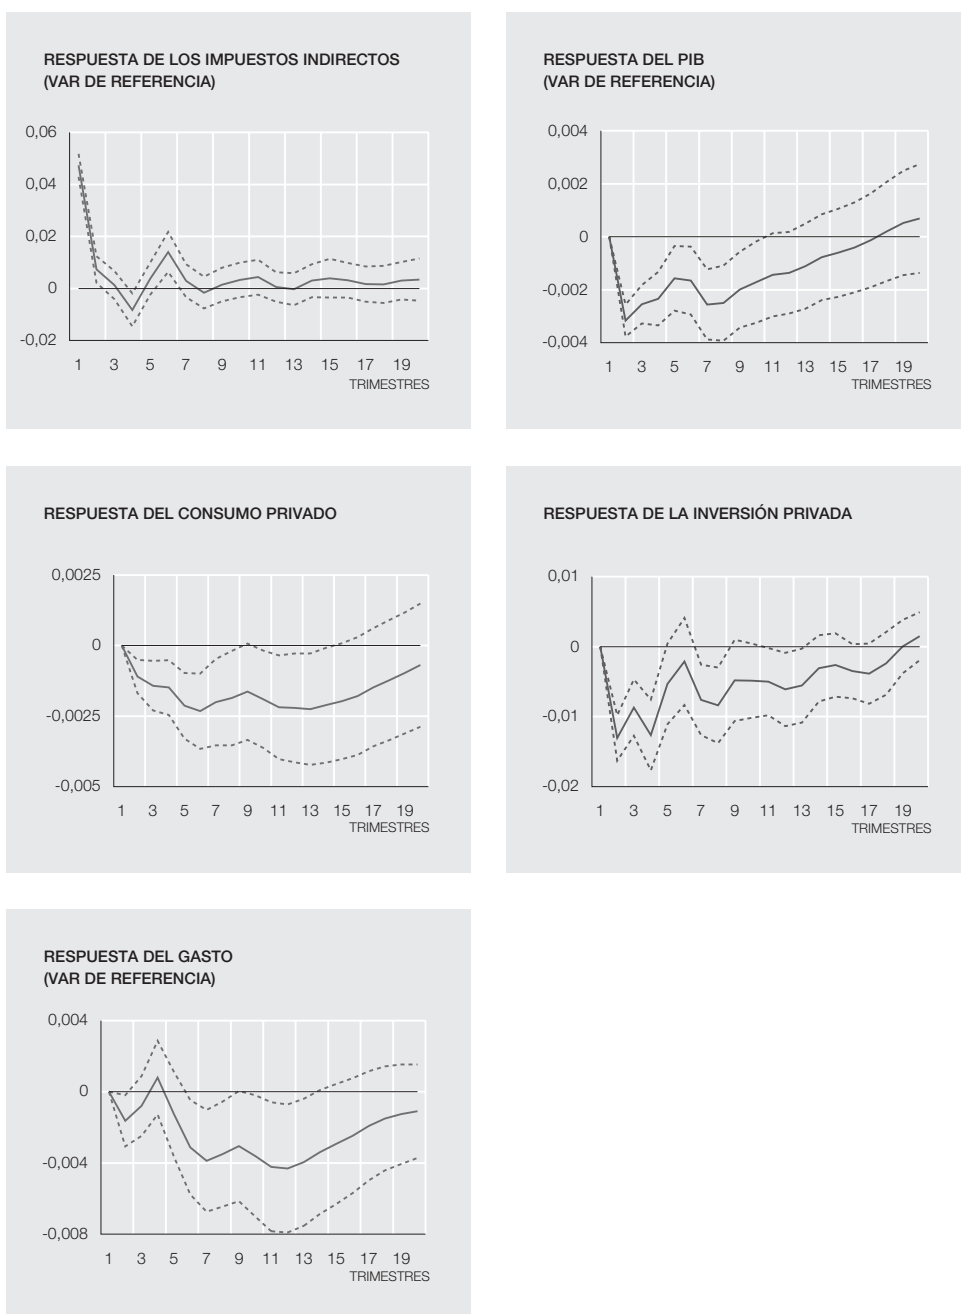 RESPUESTA DE LOS IMPUESTOS INDIRECTOS
(VAR DE REFERENCIA)
0,06
0,04
0,02
0
-0,02
1 3 5 7 9 11 13 15 17 19
TRIMESTRES
RESPUESTA DEL PIB
(VAR DE REFERENCIA)
0,004
0,002
0
-0,002
-0,004
1 3 5 7 9 11 13 15 17 19
TRIMESTRES
RESPUESTA DEL CONSUMO PRIVADO
0,0025
0
-0,0025
-0,005
1 3 5 7 9 11 13 15 17 19
TRIMESTRES
RESPUESTA DE LA INVERSIÓN PRIVADA
0,01
0
-0,01
-0,02
1 3 5 7 9 11 13 15 17 19
TRIMESTRES
RESPUESTA DEL GASTO
(VAR DE REFERENCIA)
0,004
0
-0,004
-0,008
1 3 5 7 9 11 13 15 17 19
TRIMESTRES